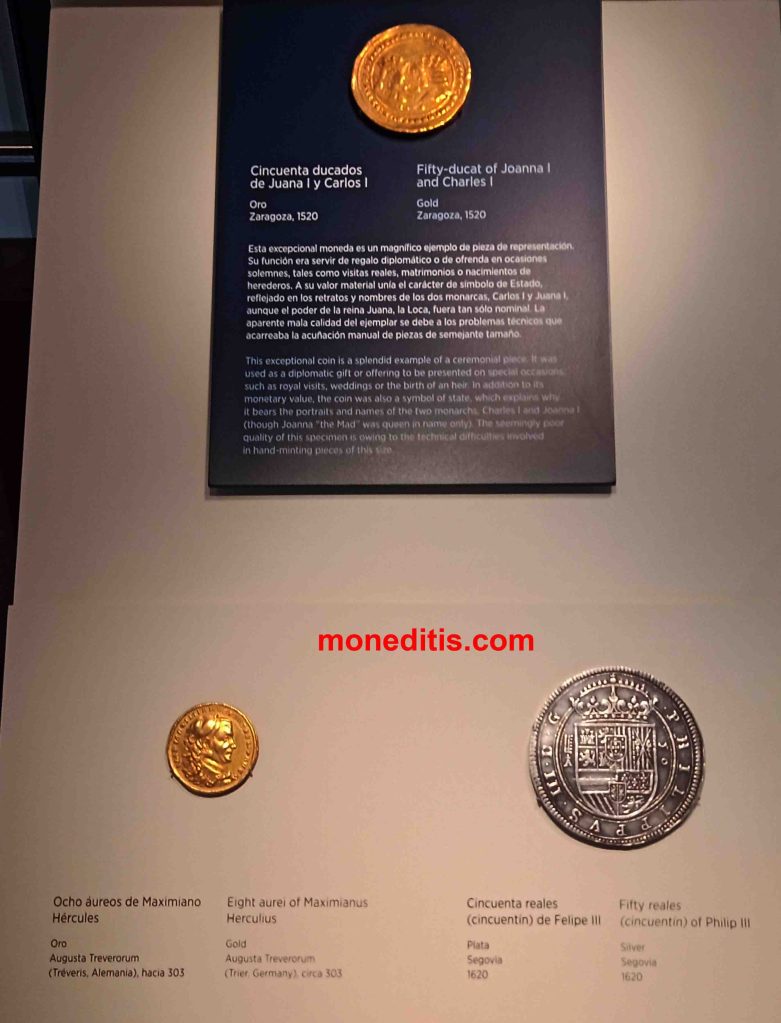 Cincuenta ducados
de Juana I y Carlos I
Oro
Zaragoza, 1520
Fifty-ducat of Joanna I
and Charles I
Gold
Zaragoza, 1520
Esta excepcional moneda es un magnífico ejemplo de pieza de representación.
Su función era servir de regalo diplomático o de ofrenda en ocasiones
solemnes, tales como visitas reales, matrimonios o nacimientos de
herederos. A su valor material unía el carácter de símbolo de Estado,
reflejado en los retratos y nombres de los dos monarcas, Carlos I y Juana I,
aunque el poder de la reina Juana, la Loca, fuera tan sólo nominal. La
aparente mala calidad del ejemplar se debe a los problemas técnicos que
acarreaba la acuñación manual de piezas de semejante tamaño.
This exceptional coin is a splendid example of a ceremonial piece. It was
used as a diplomatic gift or offering to be presented on special occasions,
such as royal visits, weddings or the birth of an heir. In addition to its
monetary value, the coin was also a symbol of state, which explains why
it bears the portraits and names of the two monarchs, Charles I and Joanna I
(though Joanna "the Mad" was queen in name only). The seemingly poor
quality of this specimen is owing to the technical difficulties involved
in hand-minting pieces of this size.
moneditis.com
PHILIPPVS III D G
Ocho áureos de Maximiano
Hércules
Oro
Augusta Treverorum
(Tréveris, Alemania), hacia 303
Eight aurei of Maximianus
Herculius
Gold
Augusta Treverorum
(Trier, Germany), circa 303
Cincuenta reales
(cincuentín) de Felipe III
Plata
Segovia
1620
Fifty reales
(cincuentín) of Philip III
Silver
Segovia
1620